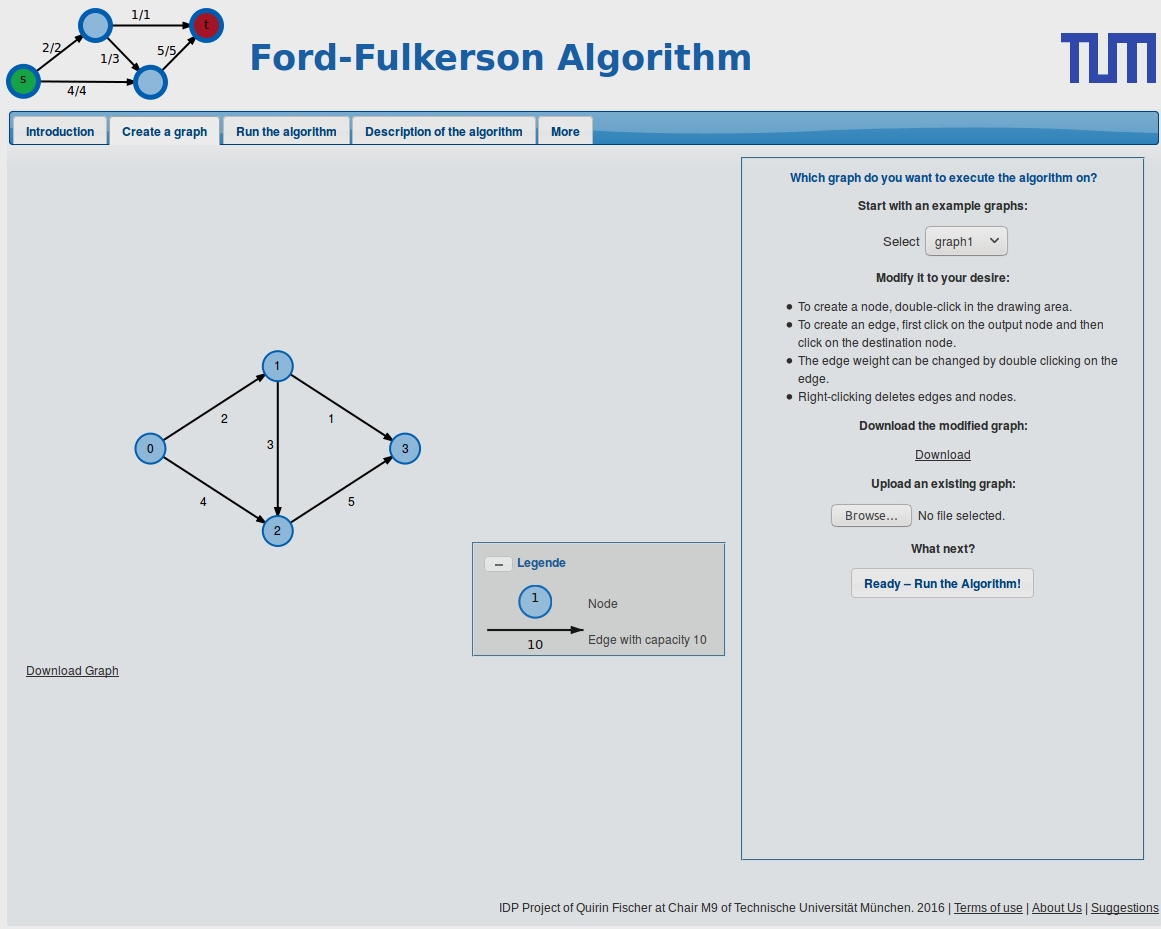 1/1
t
2/2
1/3
5/5
s
4/4
Ford-Fulkerson Algorithm
TUM
Introduction
Create a graph
Run the algorithm
Description of the algorithm
More
Which graph do you want to execute the algorithm on?
Start with an example graphs:
Select graph1
Modify it to your desire:
• To create a node, double-click in the drawing area.
• To create an edge, first click on the output node and then
click on the destination node.
• The edge weight can be changed by double clicking on the
edge.
• Right-clicking deletes edges and nodes.
Download the modified graph:
Download
Upload an existing graph:
Browse... No file selected.
What next?
Ready – Run the Algorithm!
1
2
1
3
0
3
4
5
2
– Legende
1
Node
10
Edge with capacity 10
Download Graph
IDP Project of Quirin Fischer at Chair M9 of Technische Universität München. 2016 | Terms of use | About Us | Suggestions